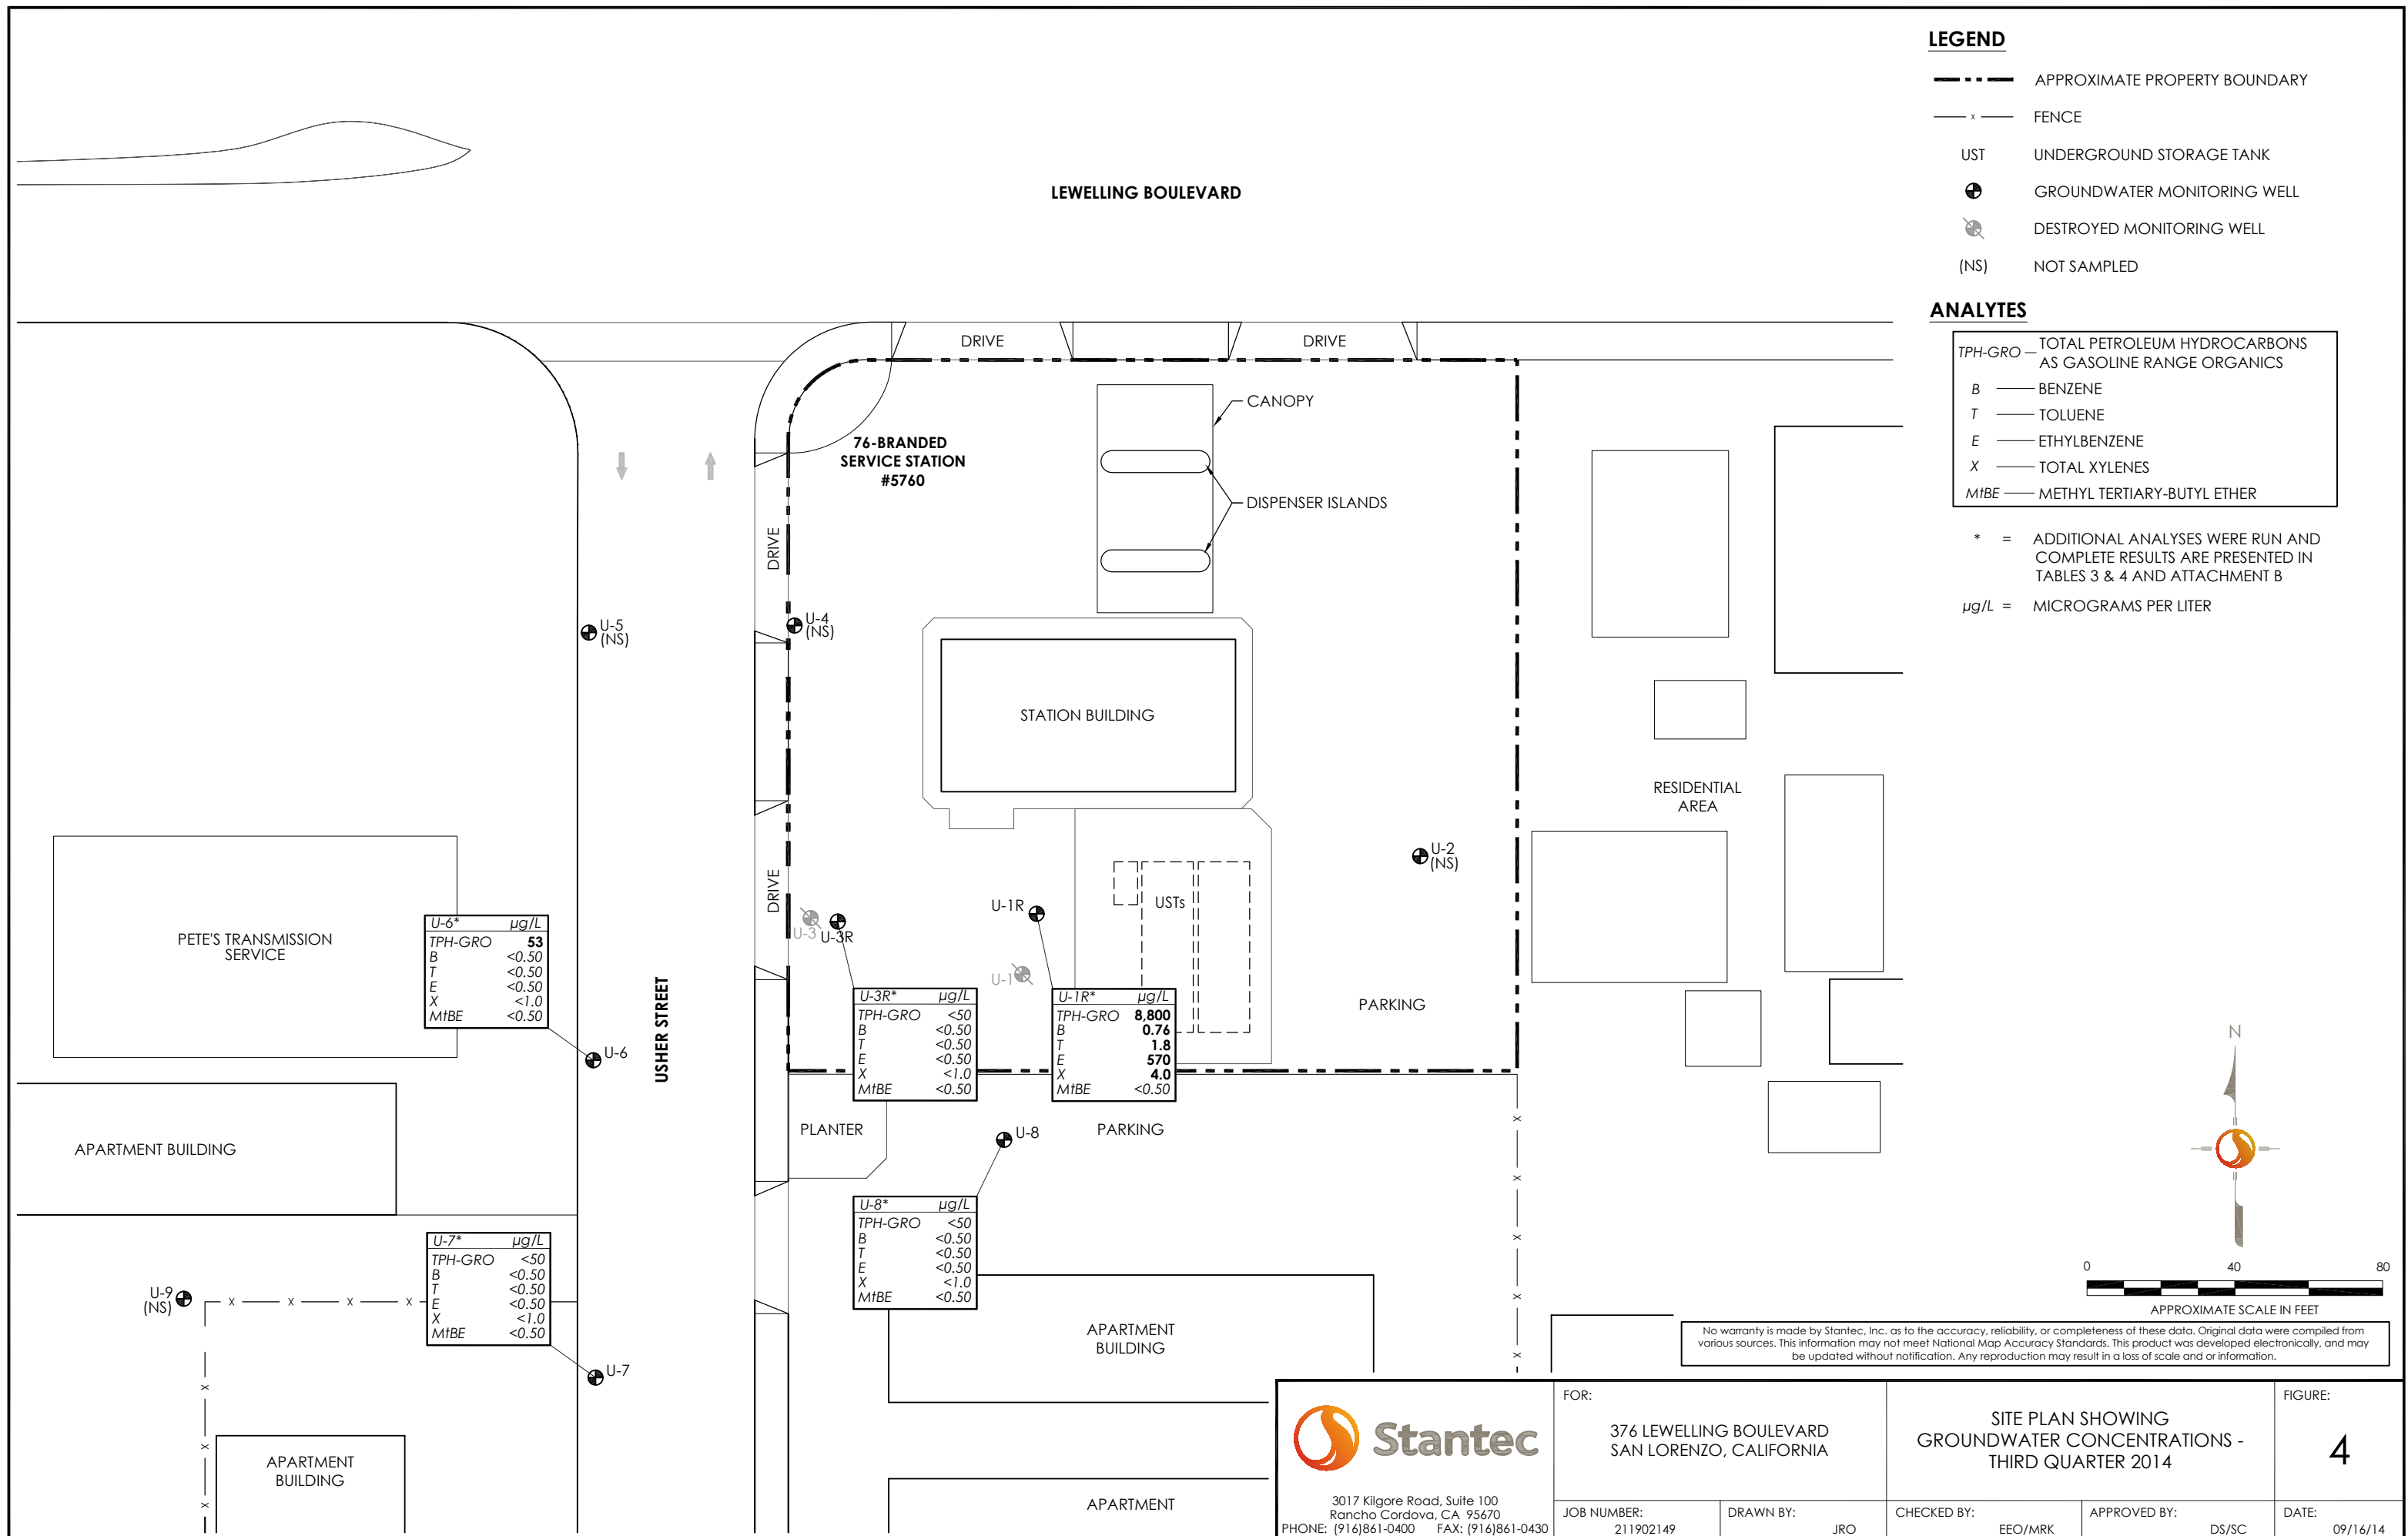 LEGEND
APPROXIMATE PROPERTY BOUNDARY
x FENCE
UST UNDERGROUND STORAGE TANK
GROUNDWATER MONITORING WELL
DESTROYED MONITORING WELL
(NS) NOT SAMPLED
ANALYTES
TPH-GRO TOTAL PETROLEUM HYDROCARBONS
AS GASOLINE RANGE ORGANICS
B BENZENE
T TOLUENE
E ETHYLBENZENE
X TOTAL XYLENES
MtBE METHYL TERTIARY-BUTYL ETHER
* = ADDITIONAL ANALYSES WERE RUN AND
COMPLETE RESULTS ARE PRESENTED IN
TABLES 3 & 4 AND ATTACHMENT B
µg/L = MICROGRAMS PER LITER
LEWELLING BOULEVARD
DRIVE
DRIVE
CANOPY
76-BRANDED
SERVICE STATION
#5760
DISPENSER ISLANDS
DRIVE
U-5
(NS)
U-4
(NS)
STATION BUILDING
RESIDENTIAL
AREA
U-2
(NS)
DRIVE
USTs
U-1R
U-3
U-3R
U-1
PETE'S TRANSMISSION
SERVICE
U-6* µg/L
TPH-GRO 53
B <0.50
T <0.50
E <0.50
X <1.0
MtBE <0.50
U-6
USHER STREET
U-3R* µg/L
TPH-GRO <50
B <0.50
T <0.50
E <0.50
X <1.0
MtBE <0.50
U-1R* µg/L
TPH-GRO 8,800
B 0.76
T 1.8
E 570
X 4.0
MtBE <0.50
PARKING
N
PLANTER
U-8
PARKING
APARTMENT BUILDING
U-8* µg/L
TPH-GRO <50
B <0.50
T <0.50
E <0.50
X <1.0
MtBE <0.50
U-7* µg/L
TPH-GRO <50
B <0.50
T <0.50
E <0.50
X <1.0
MtBE <0.50
U-9
(NS)
U-7
APARTMENT
BUILDING
APARTMENT
BUILDING
APARTMENT
0 40 80
APPROXIMATE SCALE IN FEET
No warranty is made by Stantec, Inc. as to the accuracy, reliability, or completeness of these data. Original data were compiled from
various sources. This information may not meet National Map Accuracy Standards. This product was developed electronically, and may
be updated without notification. Any reproduction may result in a loss of scale and or information.
Stantec
3017 Kilgore Road, Suite 100
Rancho Cordova, CA 95670
PHONE: (916)861-0400 FAX: (916)861-0430
FOR:
376 LEWELLING BOULEVARD
SAN LORENZO, CALIFORNIA
SITE PLAN SHOWING
GROUNDWATER CONCENTRATIONS -
THIRD QUARTER 2014
FIGURE:
4
JOB NUMBER:
211902149
DRAWN BY:
JRO
CHECKED BY:
EEO/MRK
APPROVED BY:
DS/SC
DATE:
09/16/14